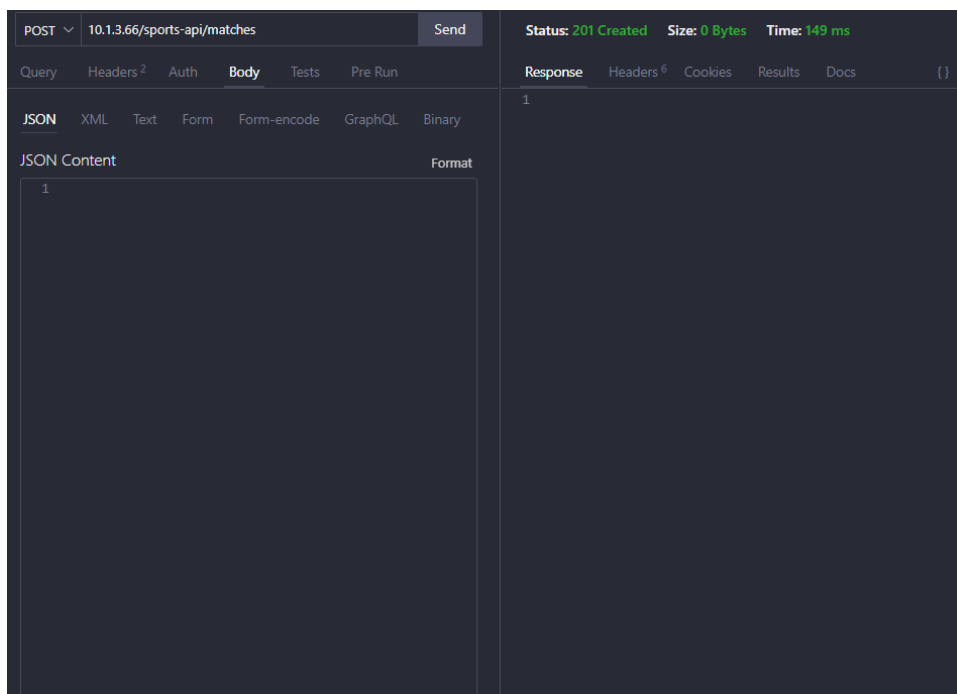 POST 10.1.3.66/sports-api/matches Send
Status: 201 Created Size: 0 Bytes Time: 149 ms
Query Headers 2 Auth Body Tests Pre Run
Response Headers 6 Cookies Results Docs { }
JSON XML Text Form Form-encode GraphQL Binary
1
JSON Content Format
1